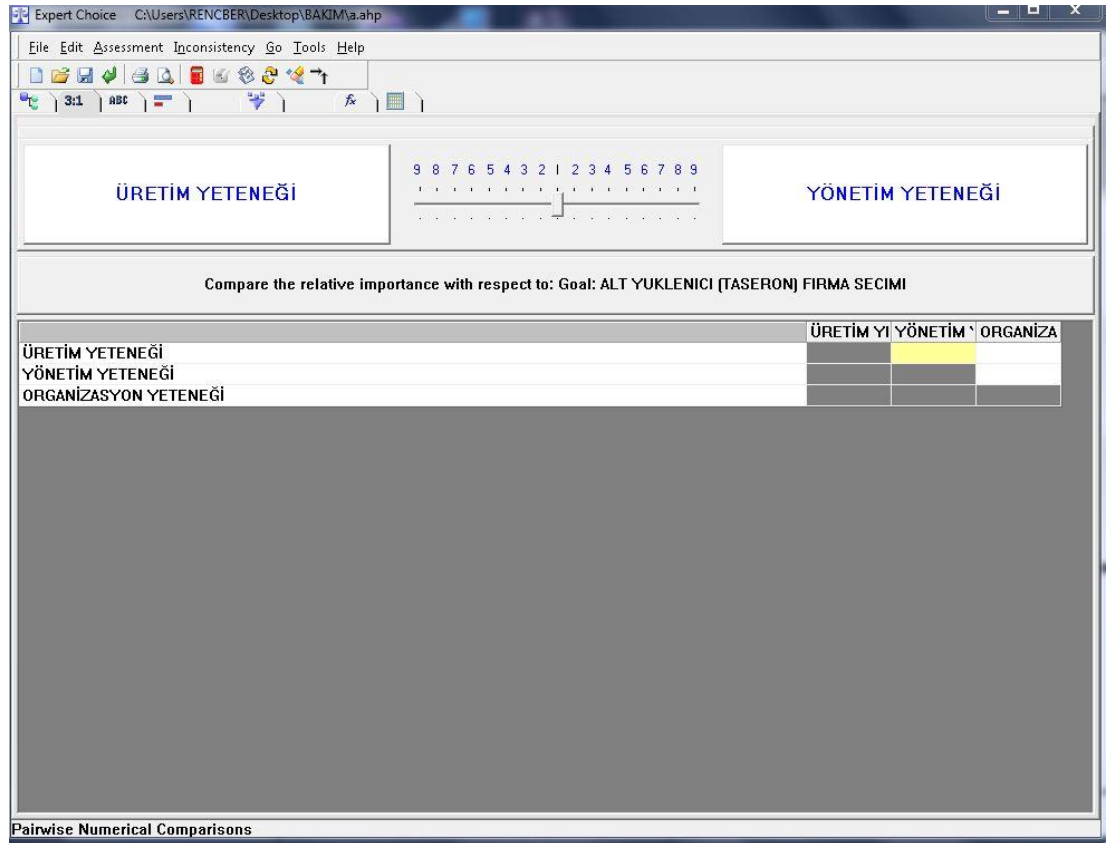 Expert Choice C:\Users\RENCBER\Desktop\BAKIM\a.ahp
File Edit Assessment Inconsistency Go Tools Help
3:1 ABC fx
9 8 7 6 5 4 3 2 1 2 3 4 5 6 7 8 9
ÜRETİM YETENEĞİ
YÖNETİM YETENEĞİ
Compare the relative importance with respect to: Goal: ALT YUKLENICI (TASERON) FIRMA SECIMI
ÜRETİM YI YÖNETİM ORGANİZA
ÜRETİM YETENEĞİ
YÖNETİM YETENEĞİ
ORGANİZASYON YETENEĞİ
Pairwise Numerical Comparisons